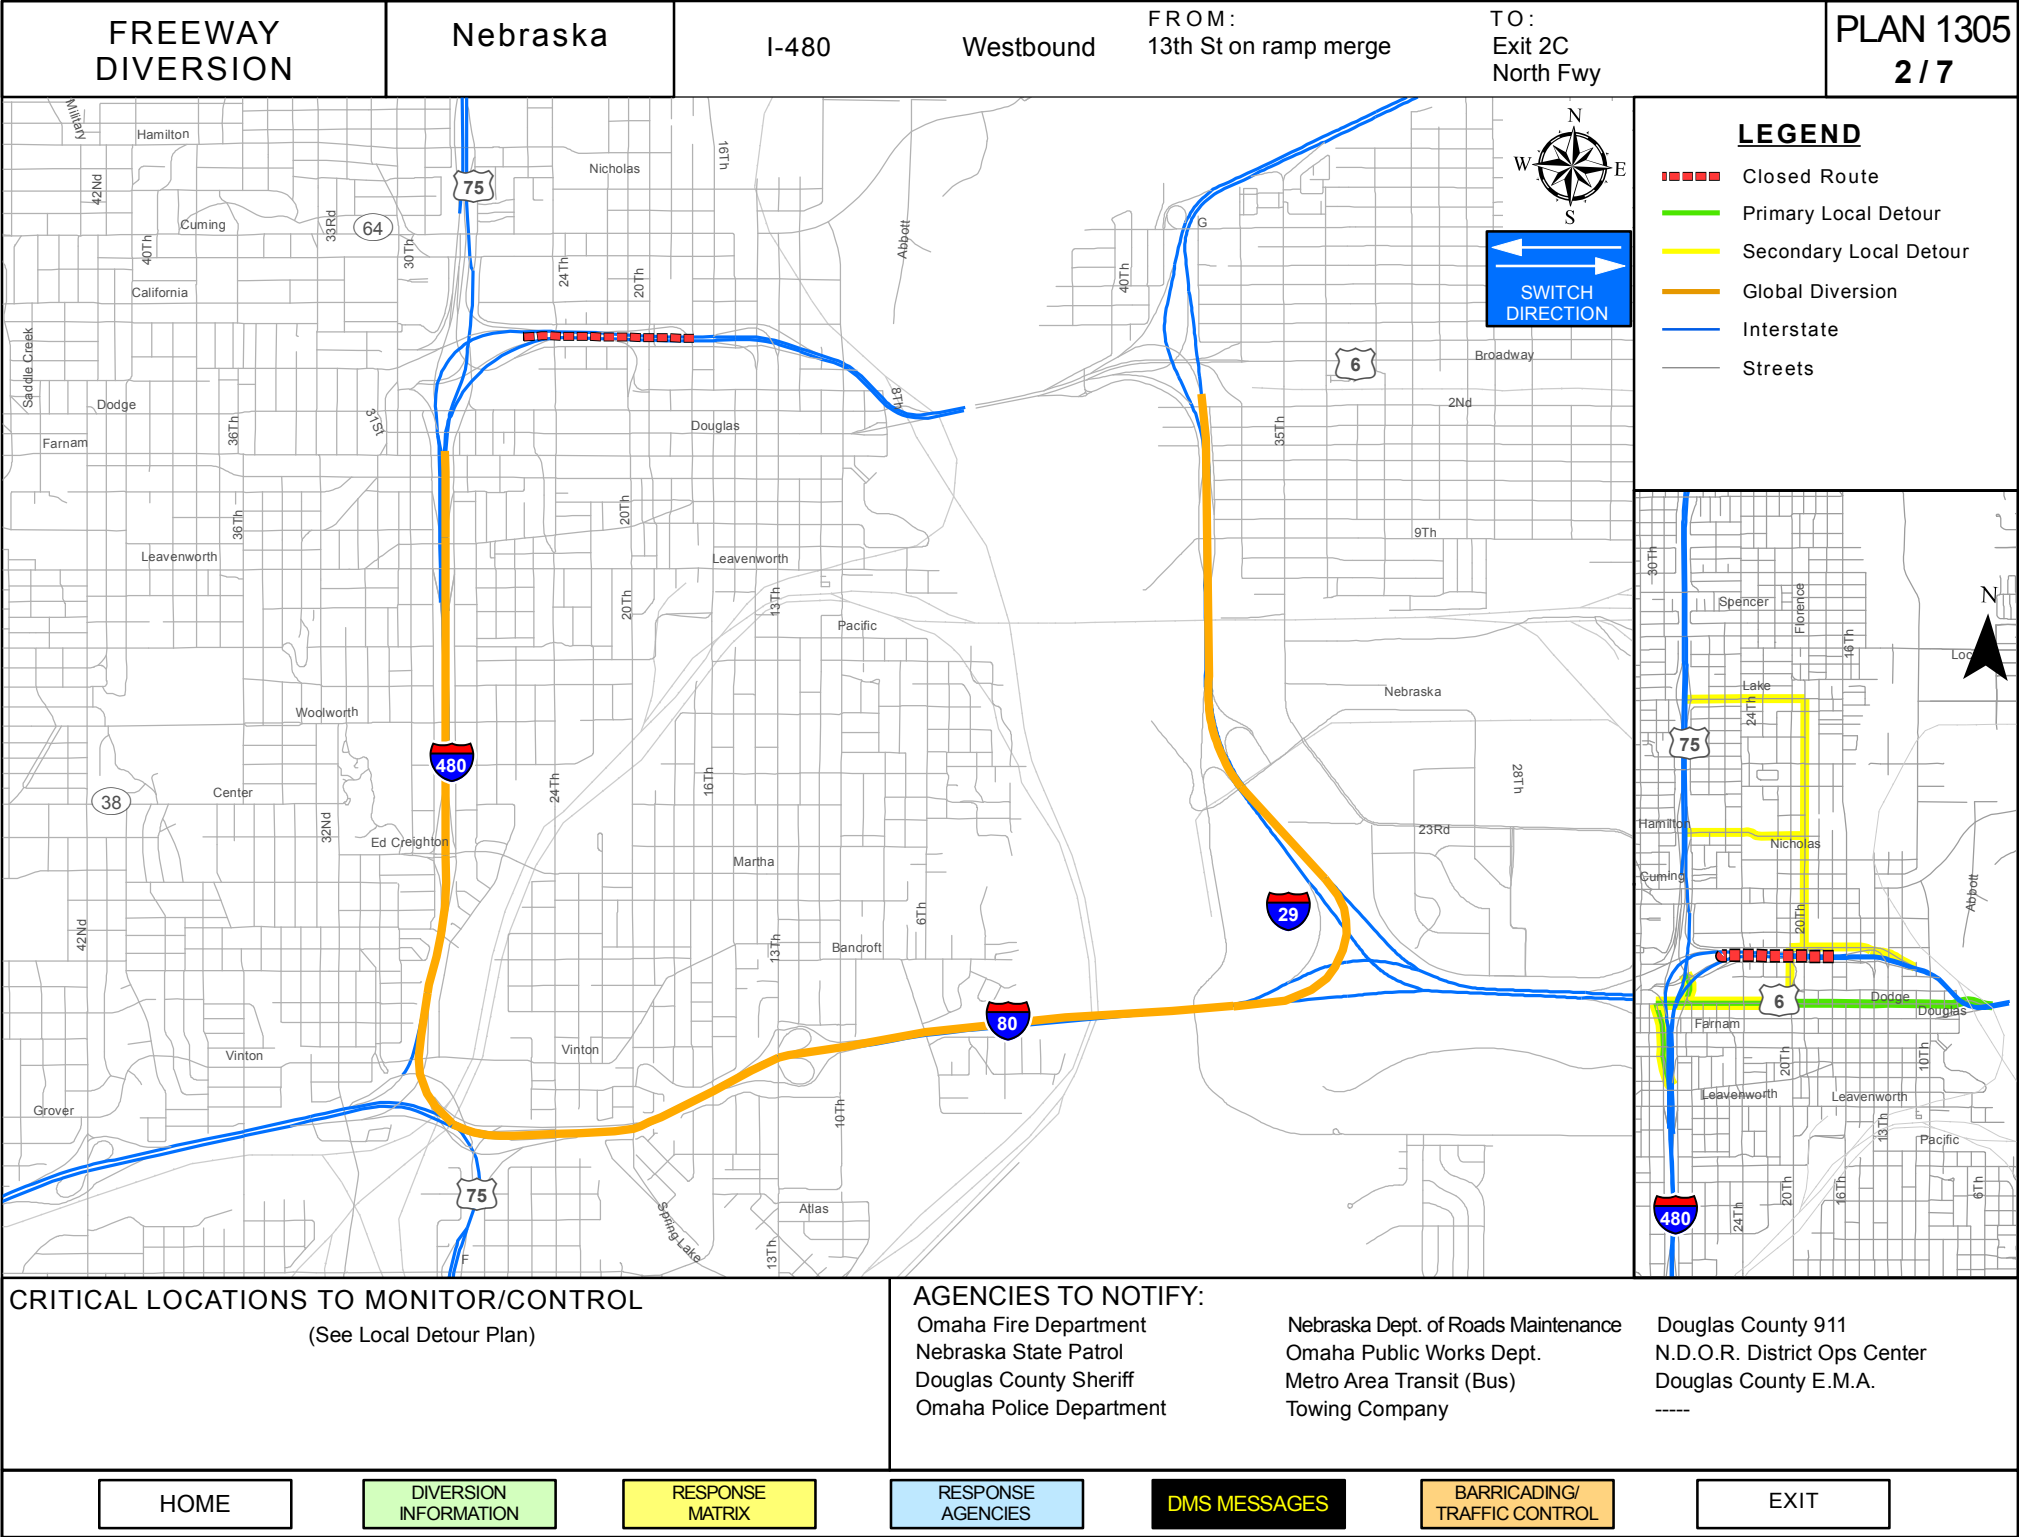 FREEWAY
DIVERSION
Nebraska
I-480
Westbound
FROM:
13th St on ramp merge
TO:
Exit 2C
North Fwy
PLAN 1305
2 / 7
Military
Hamilton
42Nd
Cuming
40Th
33Rd
64
30Th
75
Nicholas
16Th
24Th
20Th
California
Abbott
40Th
G
N
W
E
S
SWITCH
DIRECTION
Saddle Creek
Dodge
Farnam
36Th
31St
Douglas
8Th
6
Broadway
2Nd
35Th
36Th
20Th
Leavenworth
Leavenworth
9Th
20Th
13Th
Pacific
Woolworth
Nebraska
480
38
Center
32Nd
24Th
16Th
28Th
Ed Creighton
23Rd
Martha
42Nd
6Th
29
13Th
Bancroft
80
Vinton
Vinton
Grover
10Th
75
Spring Lake
Atlas
13Th
F
LEGEND
Closed Route
Primary Local Detour
Secondary Local Detour
Global Diversion
Interstate
Streets
30Th
Spencer
Florence
N
16Th
Loc
Lake
24Th
75
Hamilton
Nicholas
Cuming
Abbott
20Th
6
Dodge
Douglas
Farnam
20Th
10Th
Leavenworth
Leavenworth
13Th
Pacific
480
24Th
20Th
16Th
6Th
CRITICAL LOCATIONS TO MONITOR/CONTROL
(See Local Detour Plan)
AGENCIES TO NOTIFY:
Omaha Fire Department
Nebraska State Patrol
Douglas County Sheriff
Omaha Police Department
Nebraska Dept. of Roads Maintenance
Omaha Public Works Dept.
Metro Area Transit (Bus)
Towing Company
Douglas County 911
N.D.O.R. District Ops Center
Douglas County E.M.A.
-----
HOME
DIVERSION
INFORMATION
RESPONSE
MATRIX
RESPONSE
AGENCIES
DMS MESSAGES
BARRICADING/
TRAFFIC CONTROL
EXIT